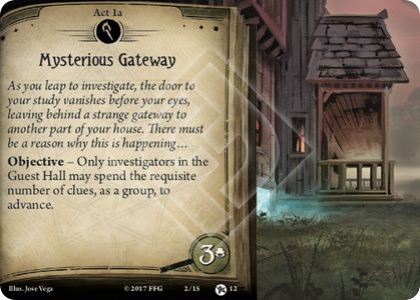 Act 1a
Mysterious Gateway
As you leap to investigate, the door to
your study vanishes before your eyes,
leaving behind a strange gateway to
another part of your house. There must
be a reason why this is happening…
Objective – Only investigators in the
Guest Hall may spend the requisite
number of clues, as a group, to
advance.
3
Illus. Jose Vega
©2017 FFG
2/15
12